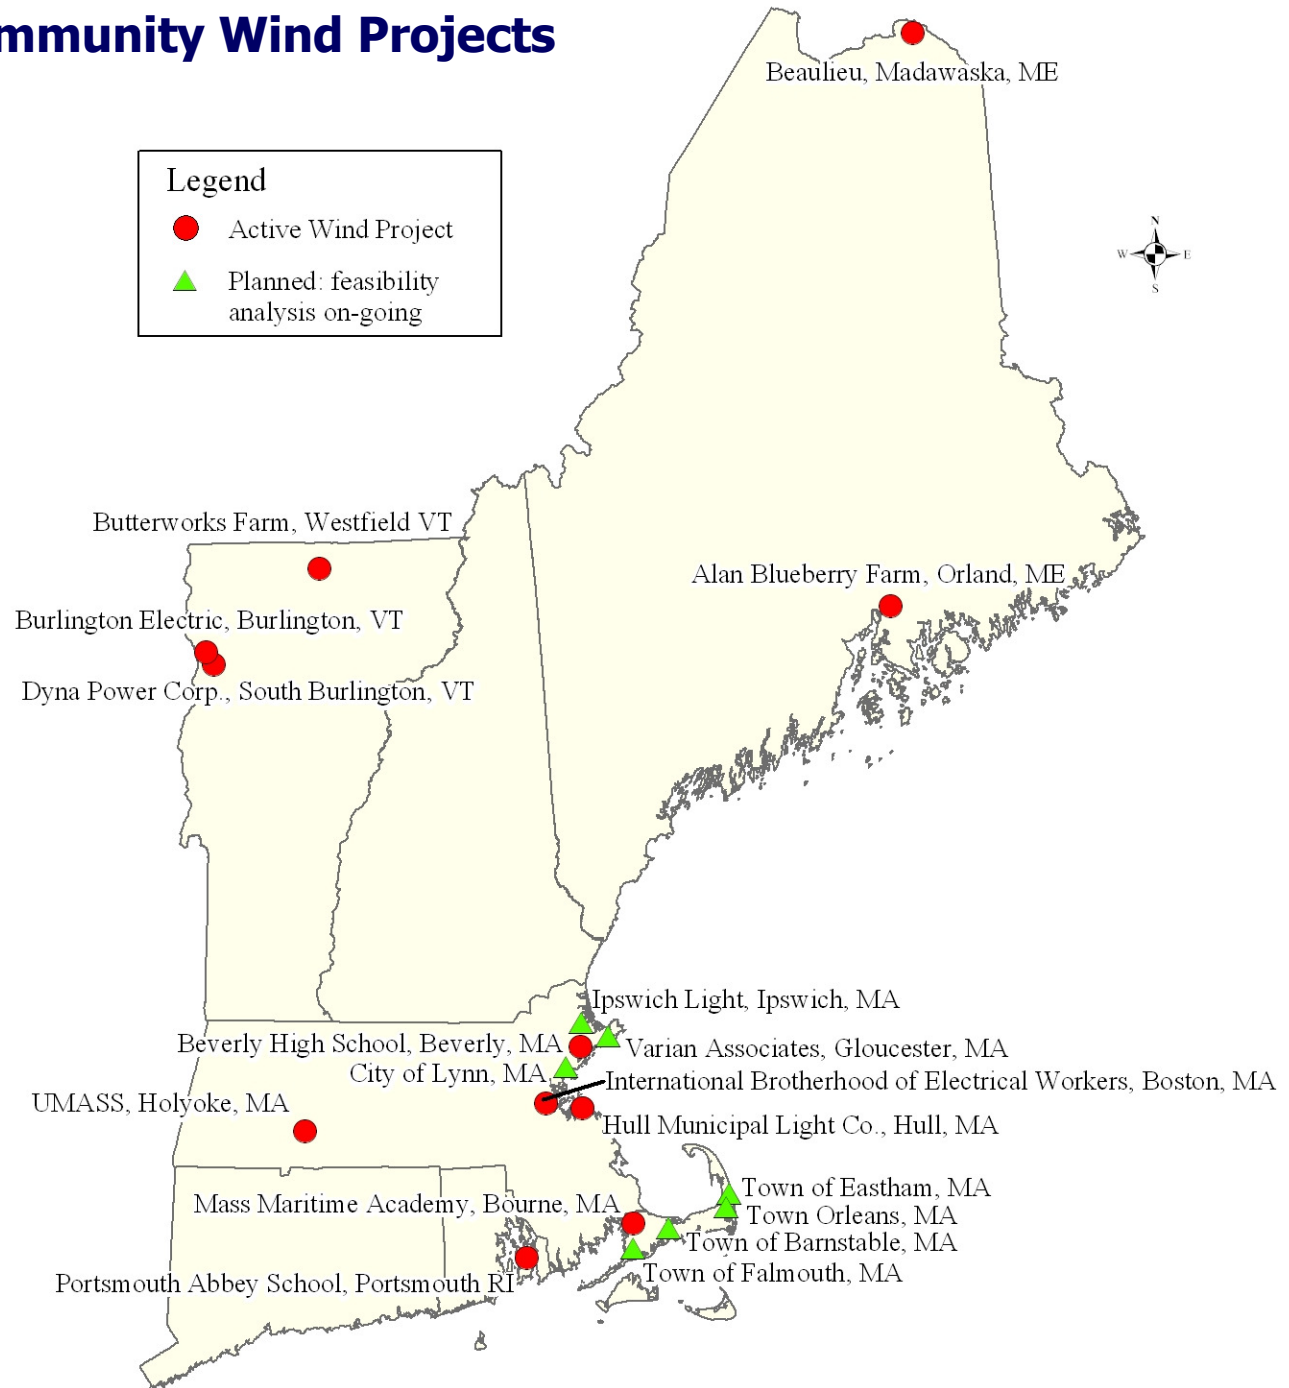 mmunity Wind Projects
Beaulieu, Madawaska, ME
Legend
Active Wind Project
Planned: feasibility
analysis on-going
N
W E
S
Butterworks Farm, Westfield VT
Alan Blueberry Farm, Orland, ME
Burlington Electric, Burlington, VT
Dyna Power Corp., South Burlington, VT
Ipswich Light, Ipswich, MA
Beverly High School, Beverly, MA
Varian Associates, Gloucester, MA
City of Lynn, MA
International Brotherhood of Electrical Workers, Boston, MA
UMASS, Holyoke, MA
Hull Municipal Light Co., Hull, MA
Town of Eastham, MA
Mass Maritime Academy, Bourne, MA
Town Orleans, MA
Town of Barnstable, MA
Town of Falmouth, MA
Portsmouth Abbey School, Portsmouth RI